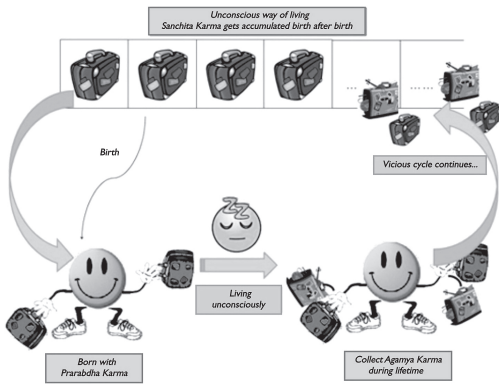 Unconscious way of living
Sanchita Karma gets accumulated birth after birth
... ... ...
Birth
Vicious cycle continues...
ZZ
Living
unconsciously
Born with
Prarabdha Karma
Collect Agamya Karma
during lifetime